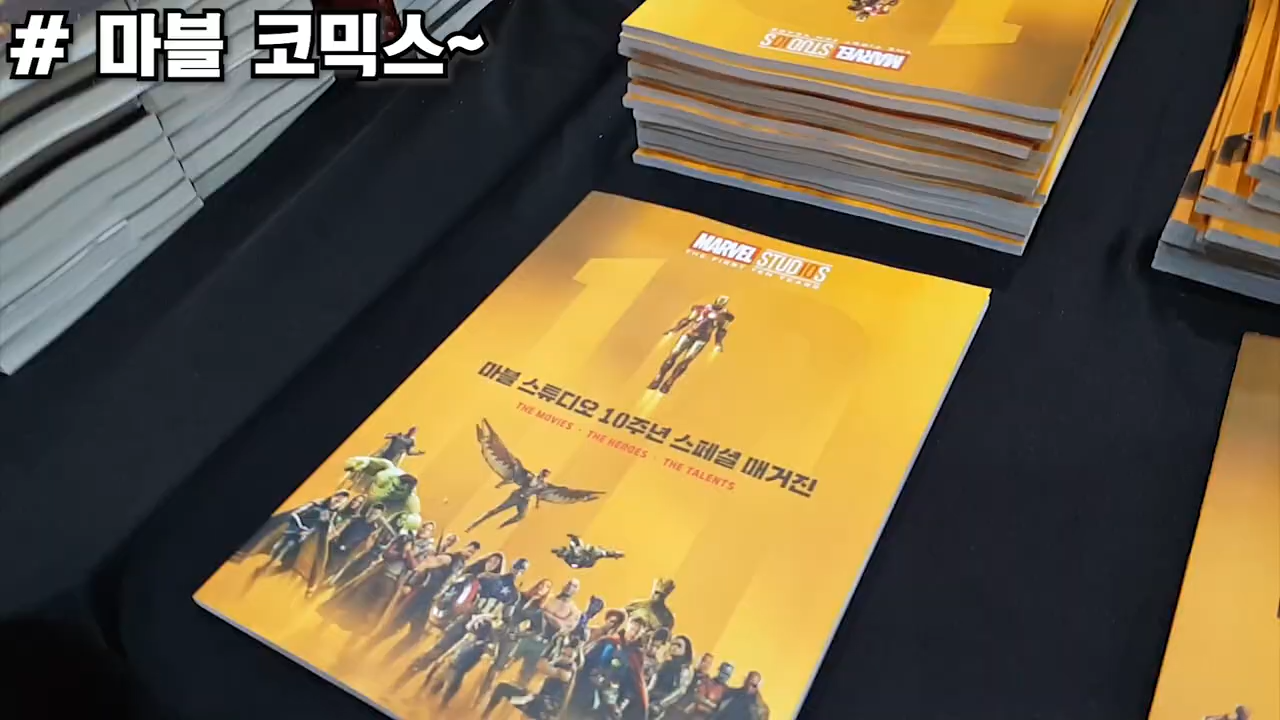 # 마블 코믹스~
MARVEL STUDIOS
MARVEL STUDIOS
THE FIRST TEN YEARS
10
마블 스튜디오 10주년 스페셜 매거진
THE MOVIES · THE HEROES · THE TALENTS